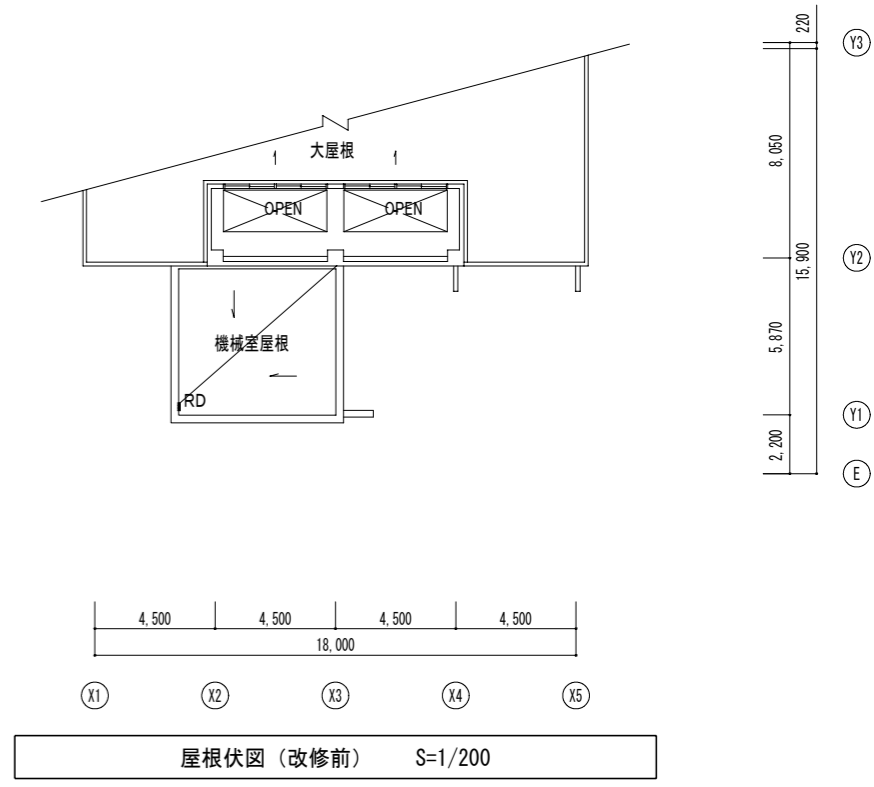 220
Y3
大屋根
8,050
OPEN OPEN
15,900
Y2
5,870
機械室屋根
RD
Y1
2,200
E
4,500 4,500 4,500 4,500
18,000
X1 X2 X3 X4 X5
屋根伏図（改修前） S=1/200